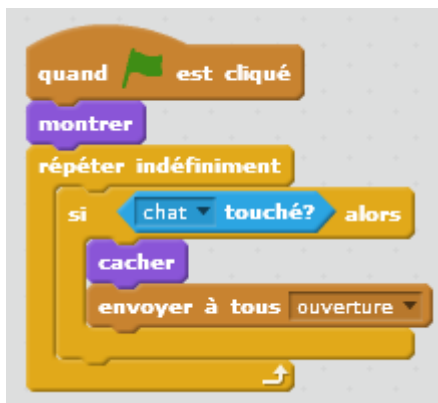 quand est cliqué
montrer
répéter indéfiniment
si chat touché? alors
cacher
envoyer à tous ouverture